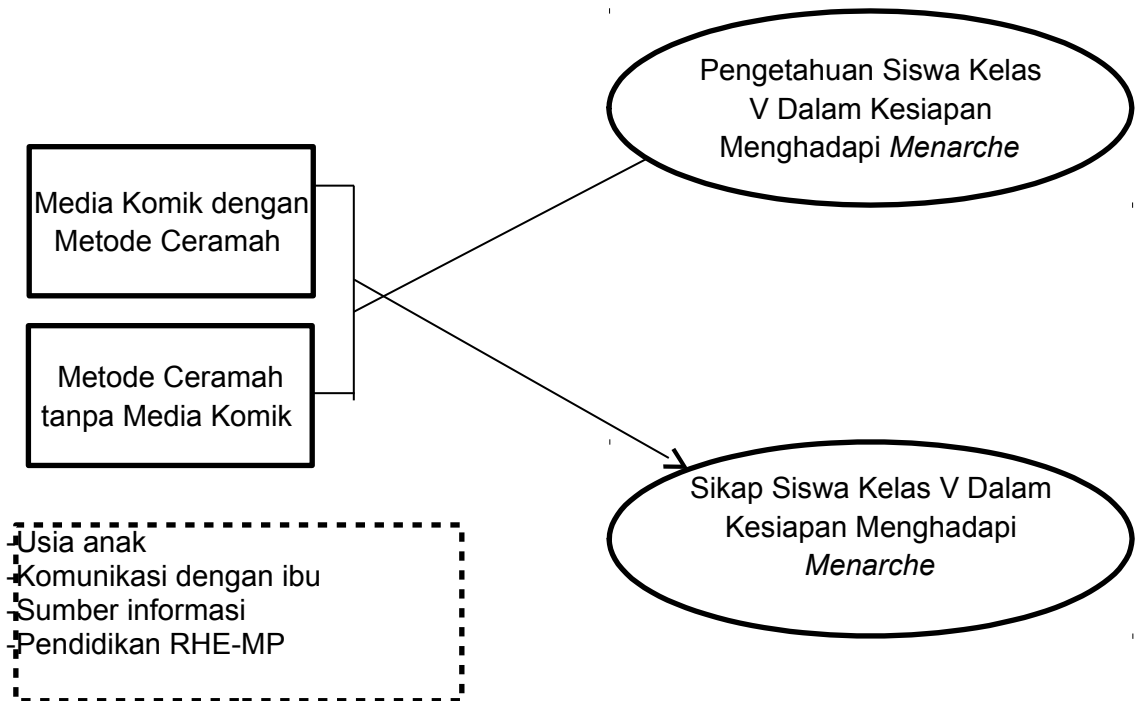 Pengetahuan Siswa Kelas
V Dalam Kesiapan
Menghadapi Menarche
Media Komik dengan
Metode Ceramah
Metode Ceramah
tanpa Media Komik
Sikap Siswa Kelas V Dalam
Kesiapan Menghadapi
Menarche
-Usia anak
-Komunikasi dengan ibu
-Sumber informasi
-Pendidikan RHE-MP